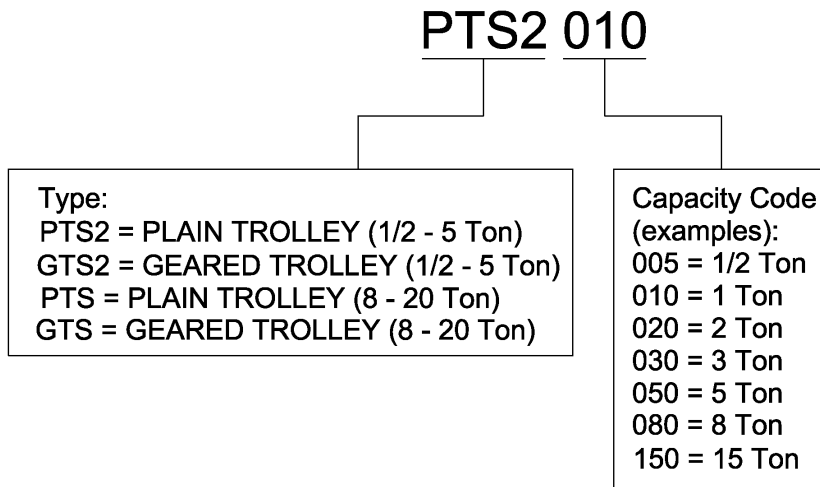 PTS2 010
Type:
PTS2 = PLAIN TROLLEY (1/2 - 5 Ton)
GTS2 = GEARED TROLLEY (1/2 - 5 Ton)
PTS = PLAIN TROLLEY (8 - 20 Ton)
GTS = GEARED TROLLEY (8 - 20 Ton)
Capacity Code
(examples):
005 = 1/2 Ton
010 = 1 Ton
020 = 2 Ton
030 = 3 Ton
050 = 5 Ton
080 = 8 Ton
150 = 15 Ton